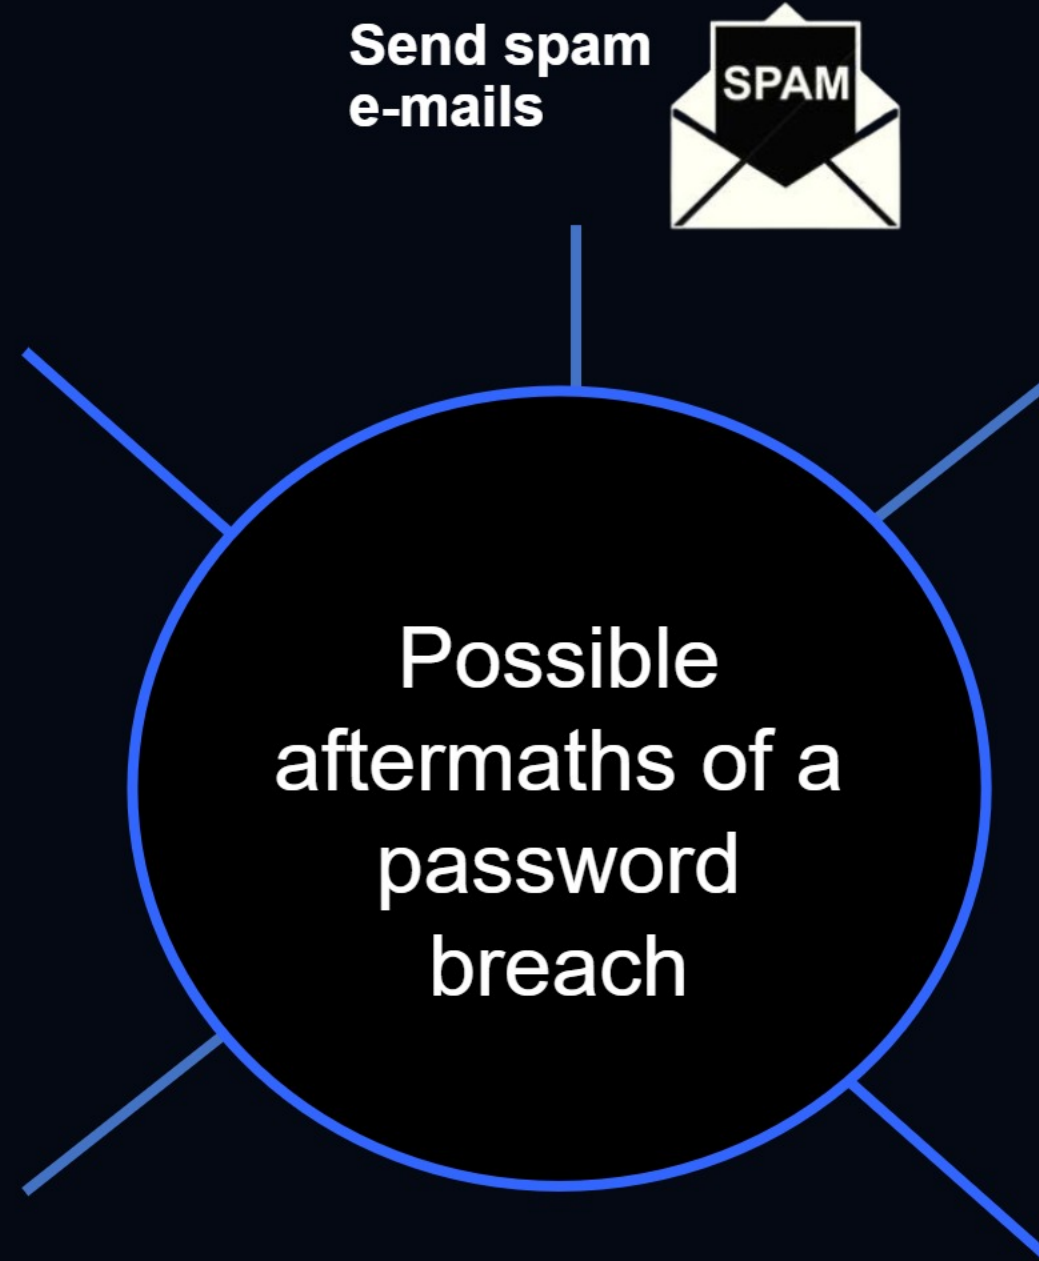 Send spam
e-mails
SPAM
Possible
aftermaths of a
password
breach